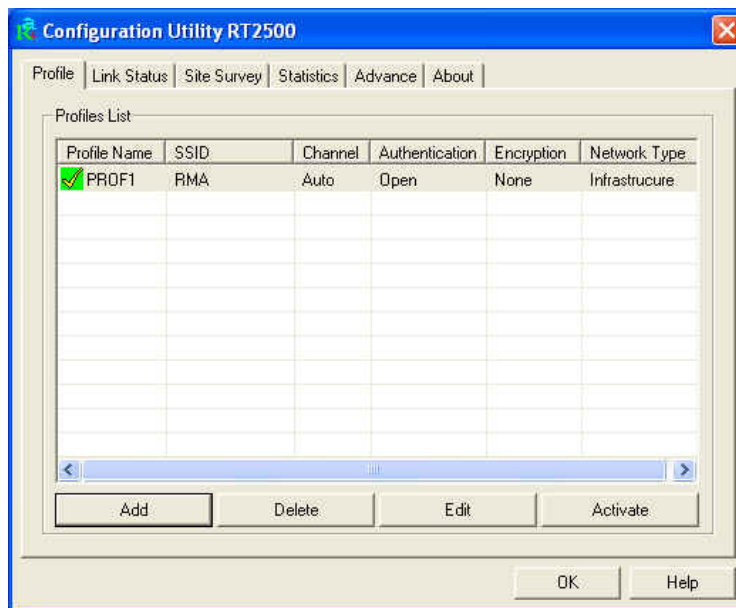 Configuration Utility RT2500
Profile Link Status Site Survey Statistics Advance About
Profiles List
Profile Name SSID Channel Authentication Encryption Network Type
PROF1 RMA Auto Open None Infrastrucure
Add Delete Edit Activate
OK Help